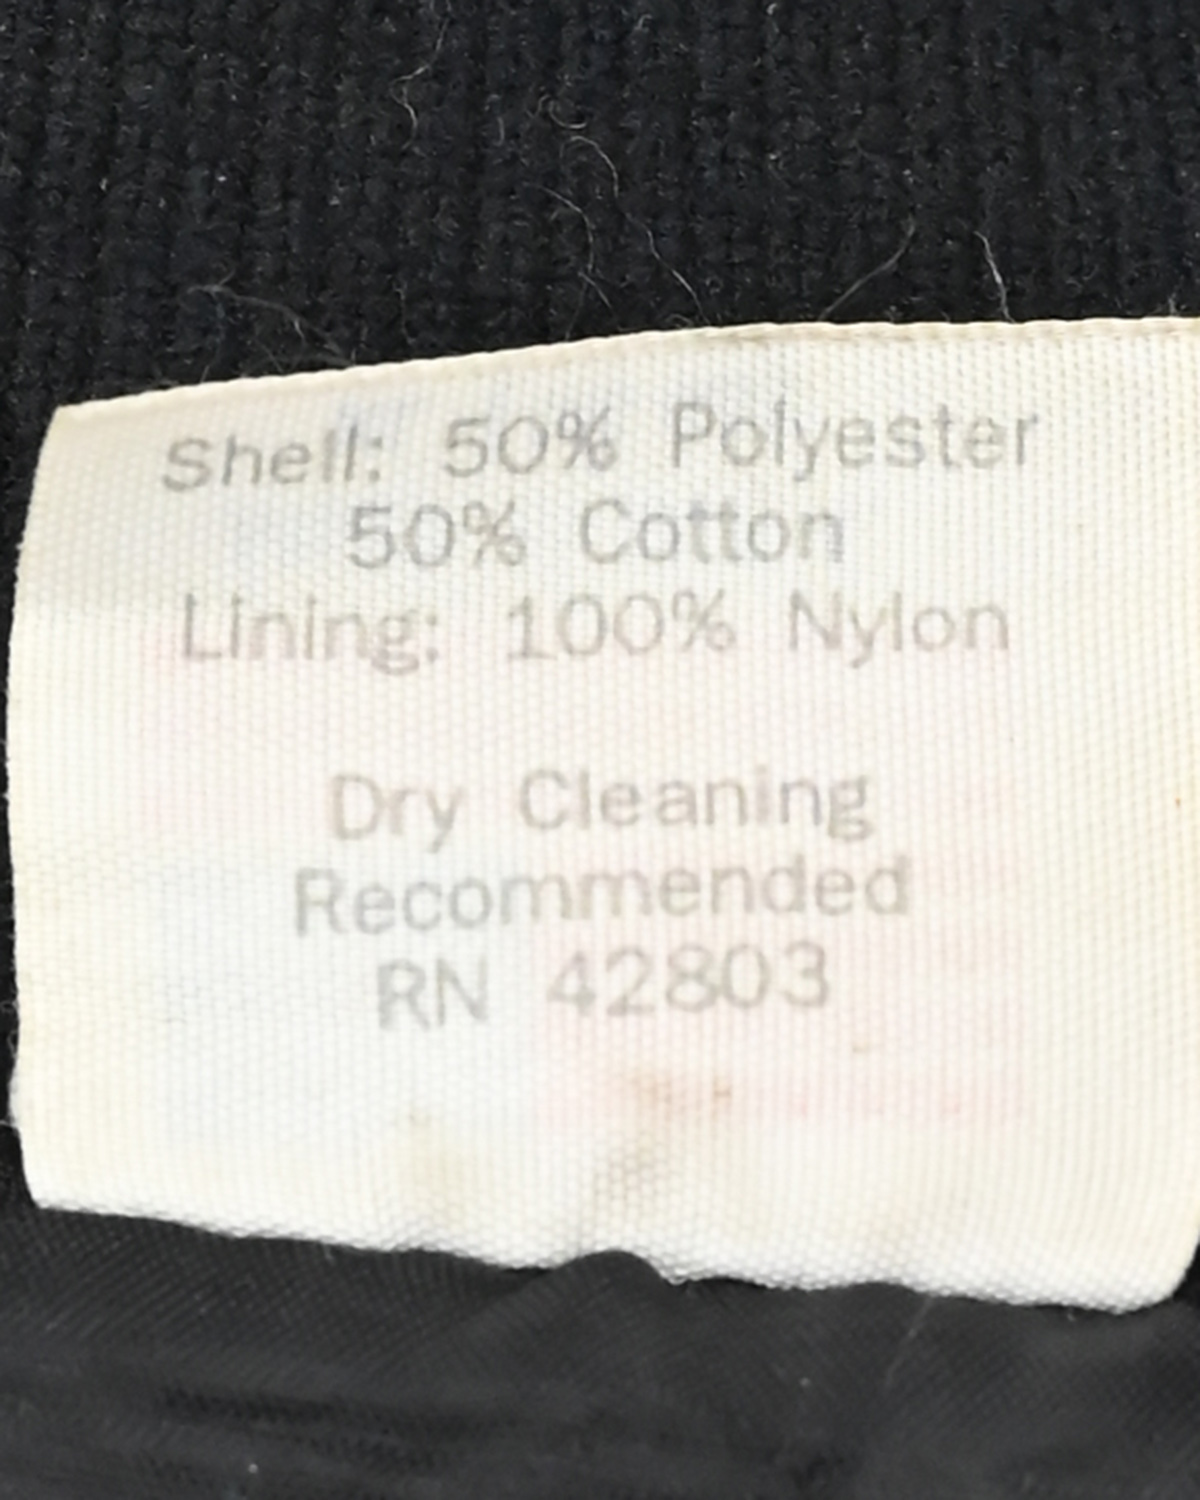 Shell: 50% Polyester
50% Cotton
Lining: 100% Nylon
Dry Cleaning
Recommended
RN 42803